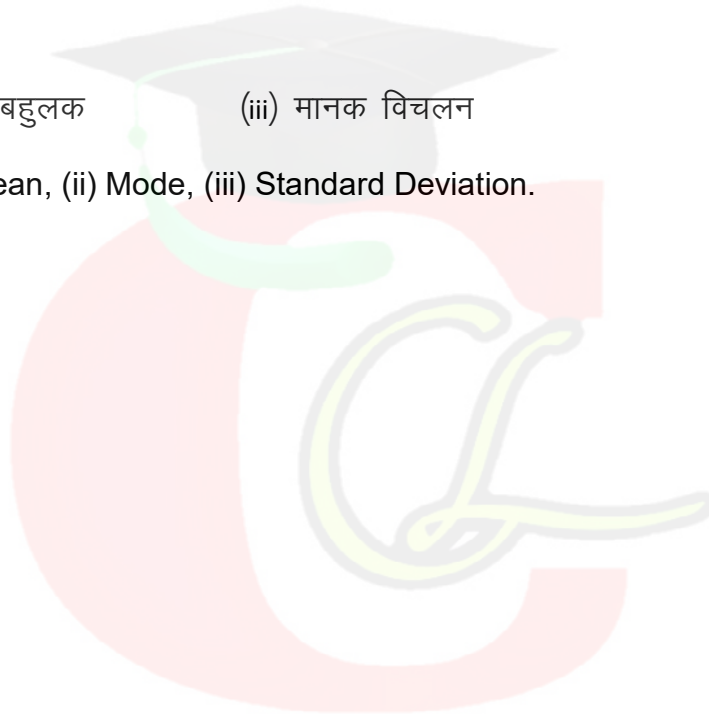 बहुलक (iii) मानक विचलन
ean, (ii) Mode, (iii) Standard Deviation.